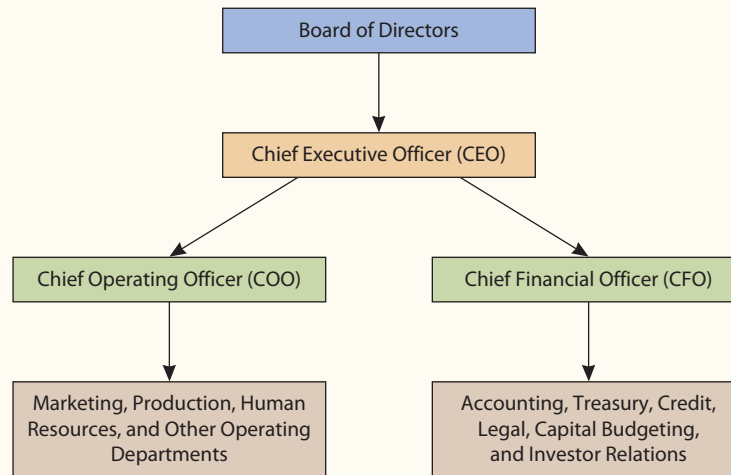 Board of Directors
Chief Executive Officer (CEO)
Chief Operating Officer (COO)
Chief Financial Officer (CFO)
Marketing, Production, Human
Resources, and Other Operating
Departments
Accounting, Treasury, Credit,
Legal, Capital Budgeting,
and Investor Relations